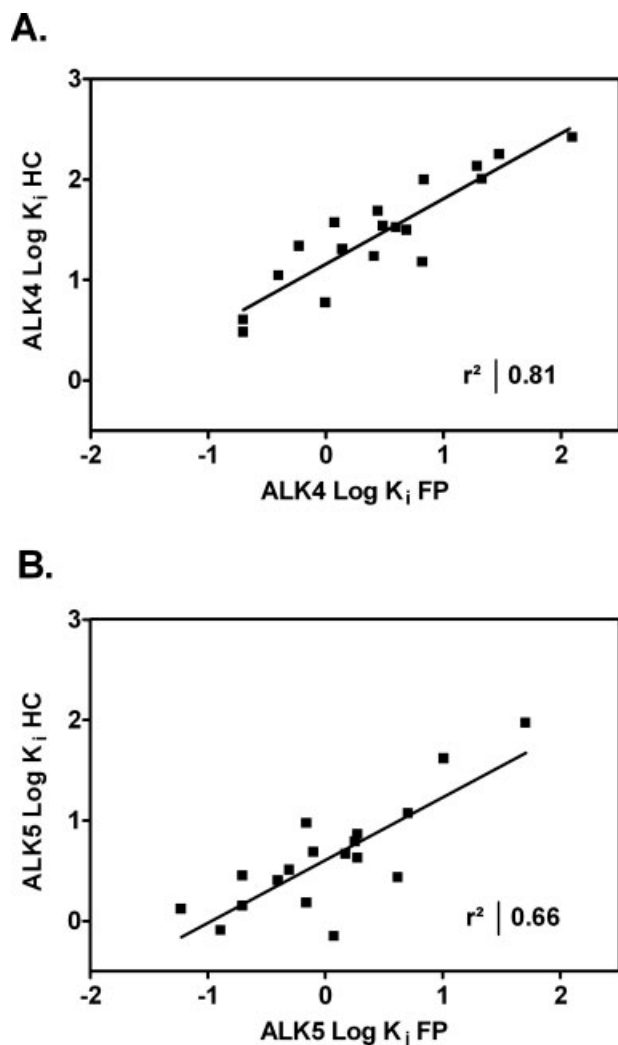 A.
3
2
1
0
-2 -1 0 1 2
ALK4 Log Ki HC
ALK4 Log Ki FP
r² | 0.81
B.
3
2
1
0
-2 -1 0 1 2
ALK5 Log Ki HC
ALK5 Log Ki FP
r² | 0.66